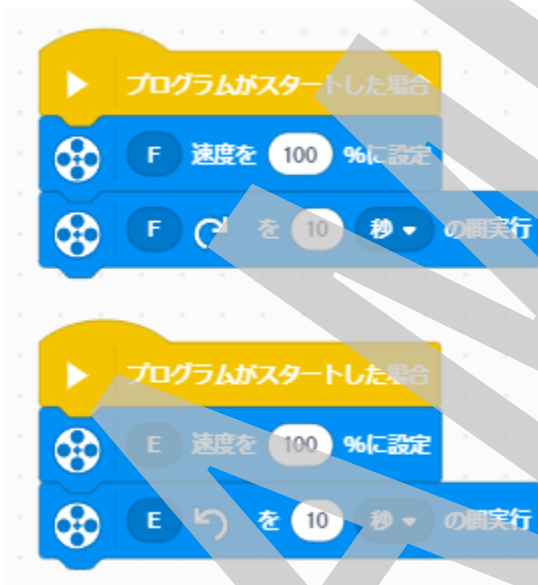 プログラムがスタートした場合
F 速度を 100 %に設定
F を 10 秒 の間実行
プログラムがスタートした場合
E 速度を 100 %に設定
E を 10 秒 の間実行